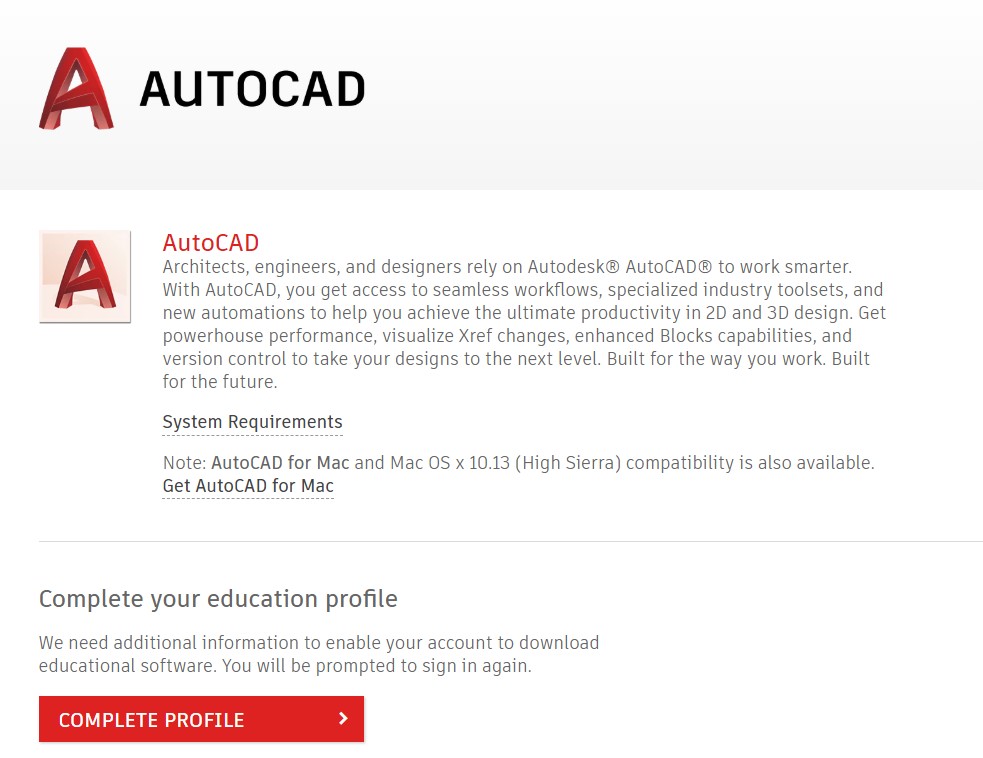 AUTOCAD
AutoCAD
Architects, engineers, and designers rely on Autodesk® AutoCAD® to work smarter.
With AutoCAD, you get access to seamless workflows, specialized industry toolsets, and
new automations to help you achieve the ultimate productivity in 2D and 3D design. Get
powerhouse performance, visualize Xref changes, enhanced Blocks capabilities, and
version control to take your designs to the next level. Built for the way you work. Built
for the future.
System Requirements
Note: AutoCAD for Mac and Mac OS x 10.13 (High Sierra) compatibility is also available.
Get AutoCAD for Mac
Complete your education profile
We need additional information to enable your account to download
educational software. You will be prompted to sign in again.
COMPLETE PROFILE